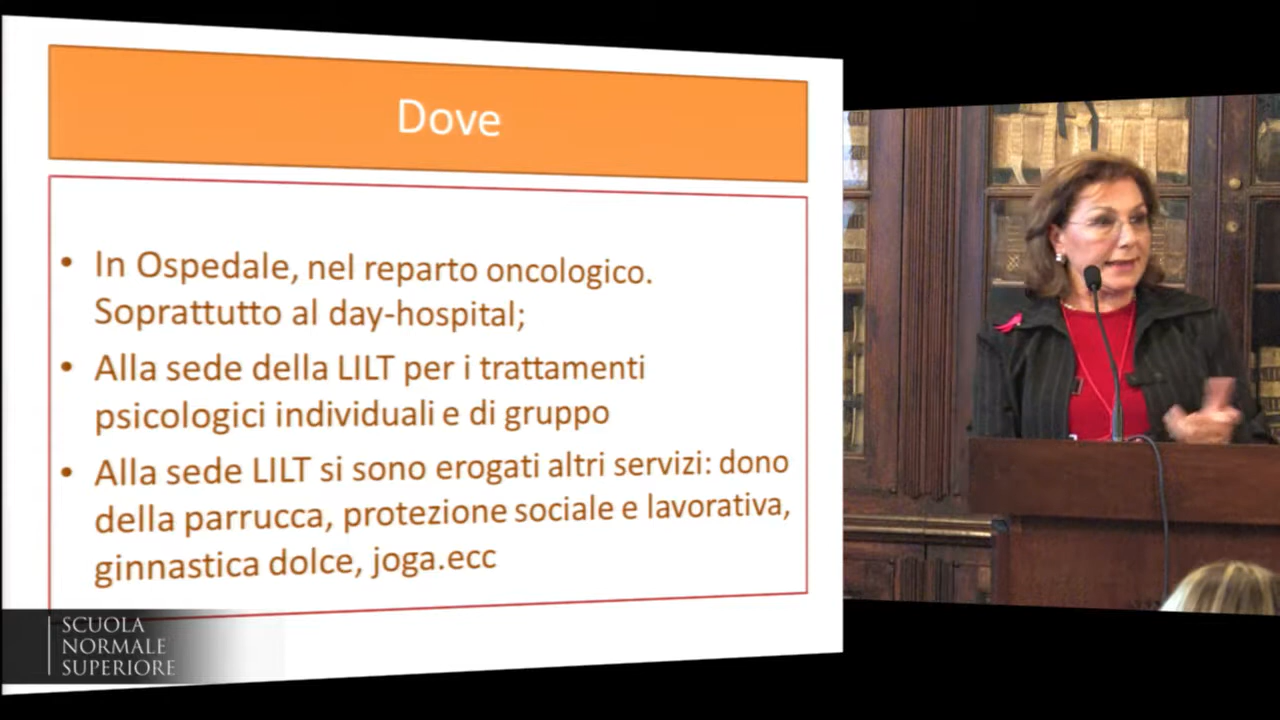 Dove
• In Ospedale, nel reparto oncologico.
Soprattutto al day-hospital;
• Alla sede della LILT per i trattamenti
psicologici individuali e di gruppo
• Alla sede LILT si sono erogati altri servizi: dono
della parrucca, protezione sociale e lavorativa,
ginnastica dolce, joga.ecc
SCUOLA
NORMALE
SUPERIORE